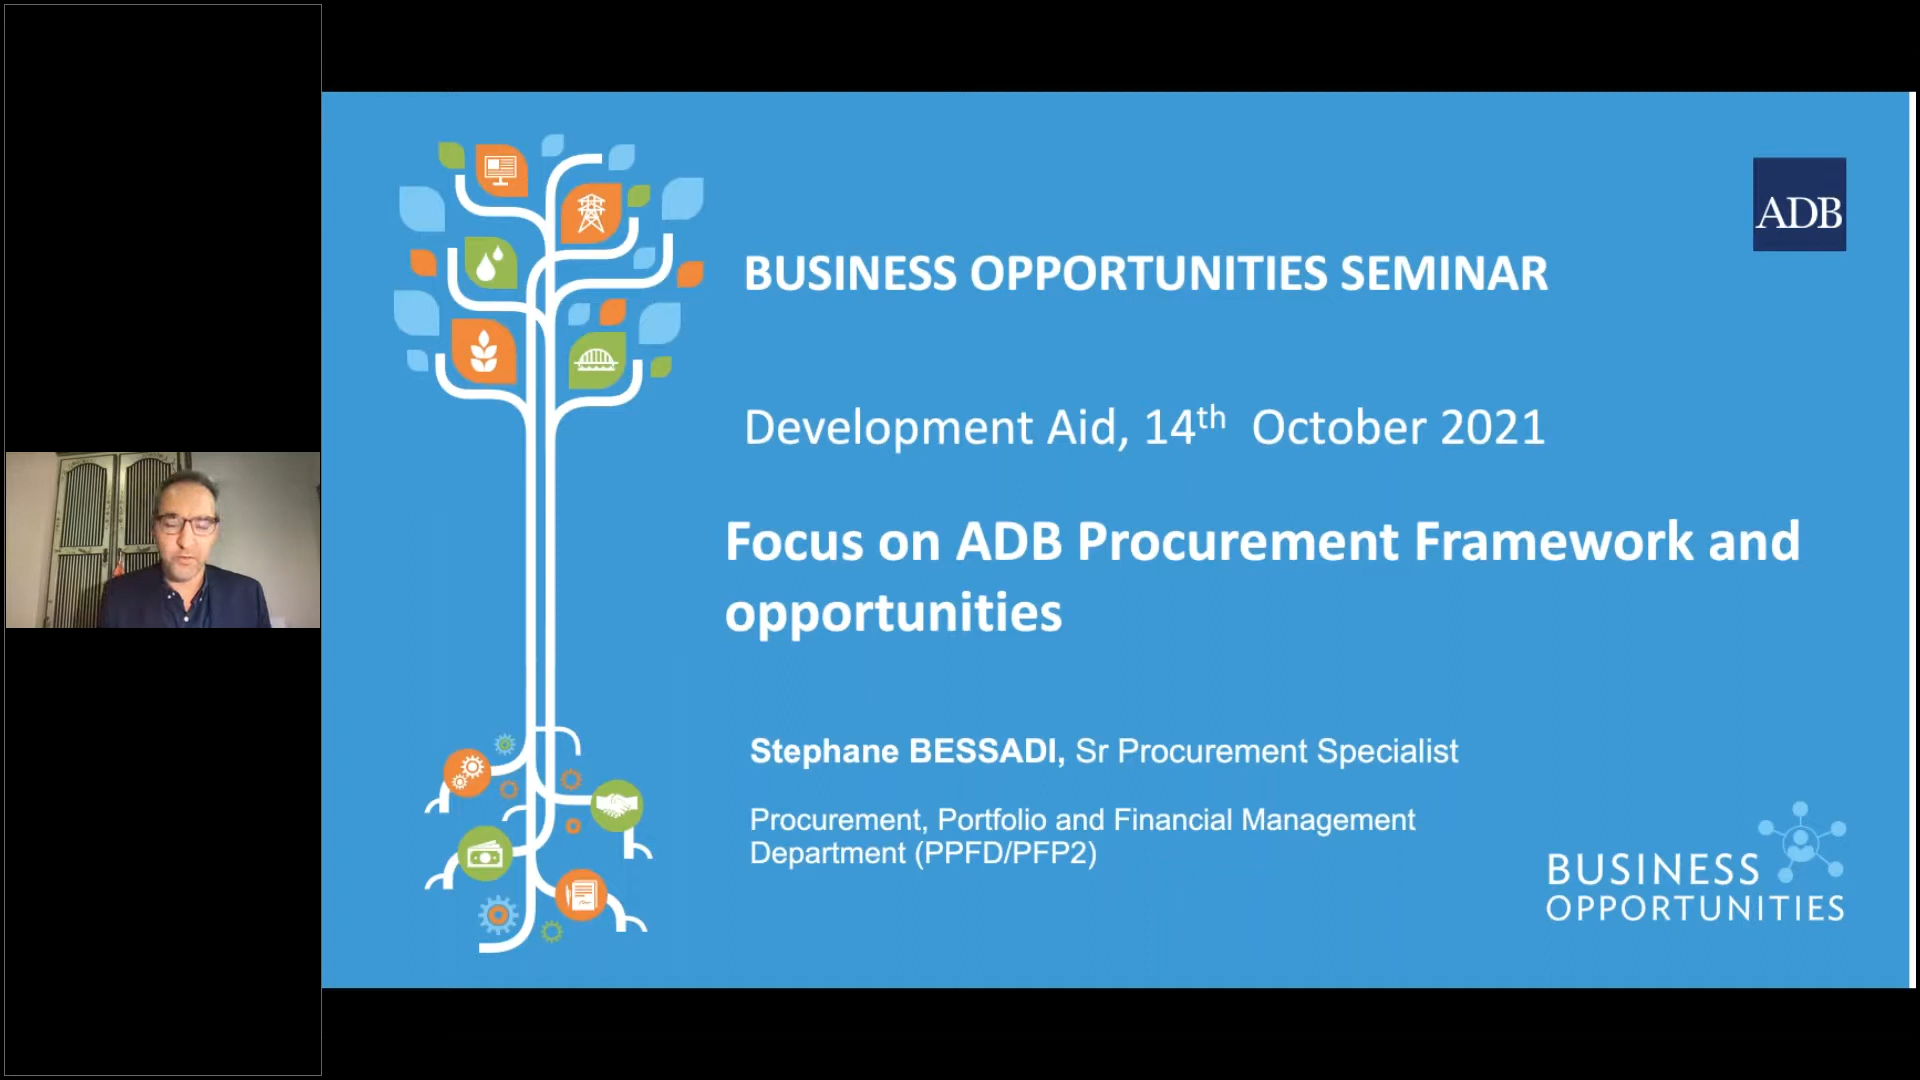 ADB
BUSINESS OPPORTUNITIES SEMINAR
Development Aid, 14th October 2021
Focus on ADB Procurement Framework and
opportunities
Stephane BESSADI, Sr Procurement Specialist
Procurement, Portfolio and Financial Management
Department (PPFD/PFP2)
BUSINESS
OPPORTUNITIES